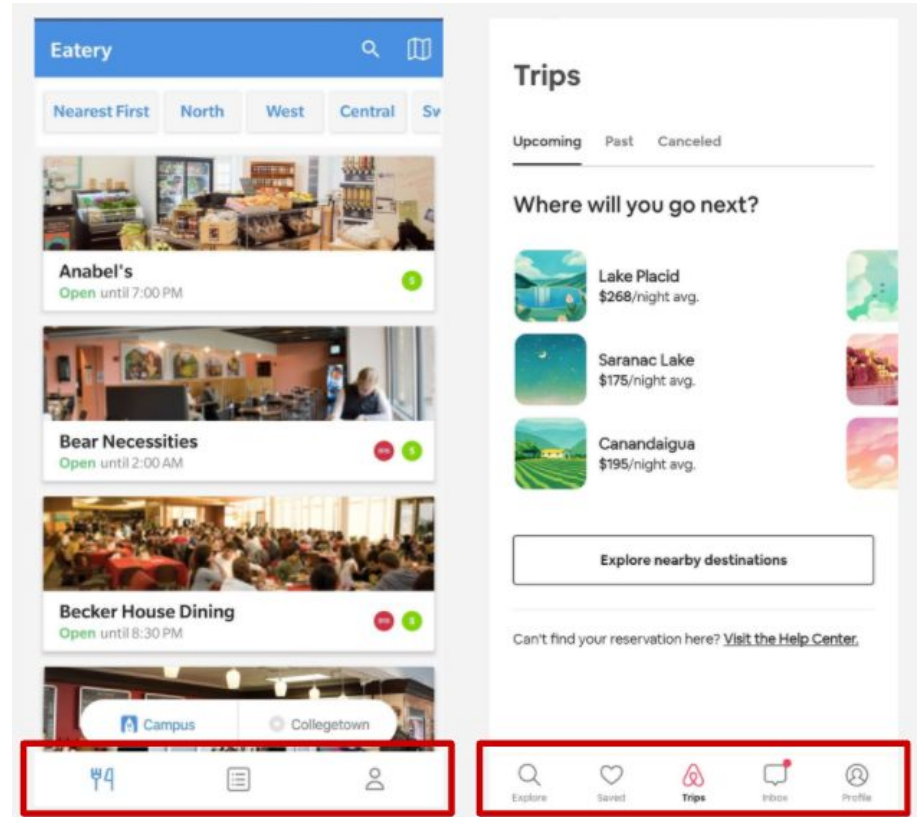 Eatery
Nearest First North West Central Sw
Anabel's
Open until 7:00 PM
$
Bear Necessities
Open until 2:00 AM
$
Becker House Dining
Open until 8:30 PM
$
Campus Collegetown
Trips
Upcoming Past Canceled
Where will you go next?
Lake Placid
$268/night avg.
Saranac Lake
$175/night avg.
Canandaigua
$195/night avg.
Explore nearby destinations
Can't find your reservation here? Visit the Help Center.
Explore Saved Trips Inbox Profile